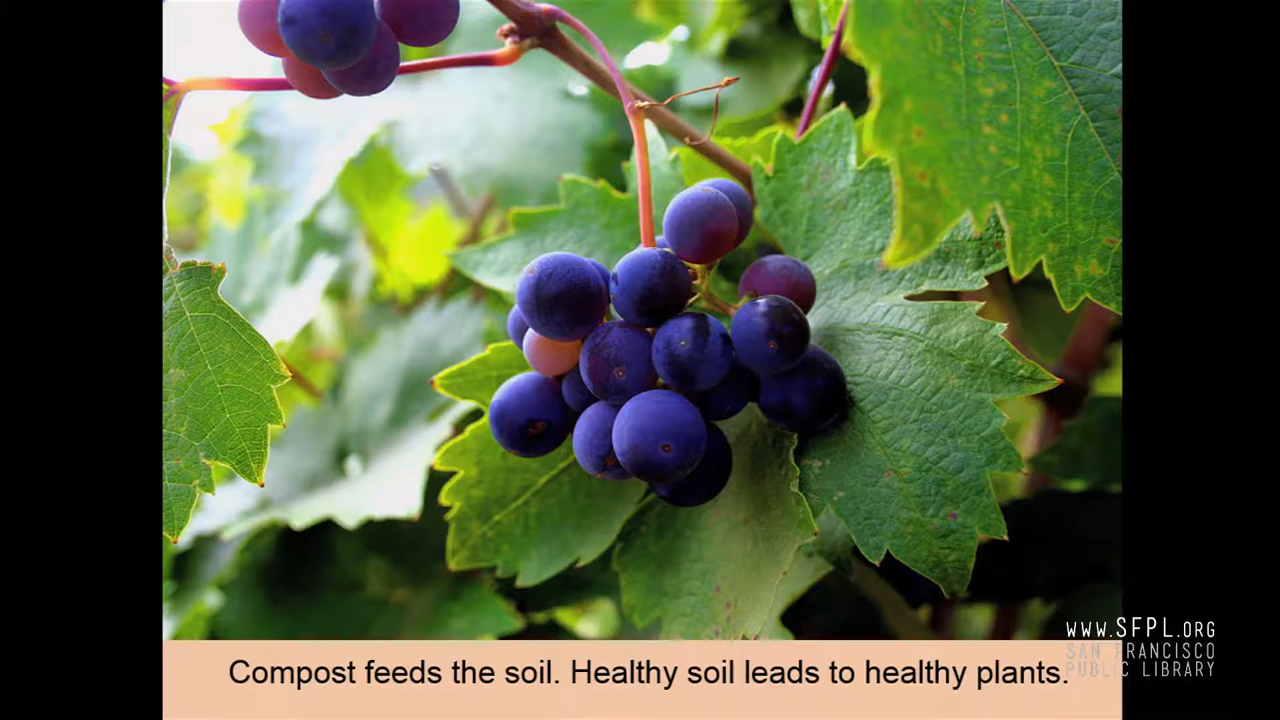 www.SFPL.ORG
SAN FRANCISCO
PUBLIC LIBRARY
Compost feeds the soil. Healthy soil leads to healthy plants.